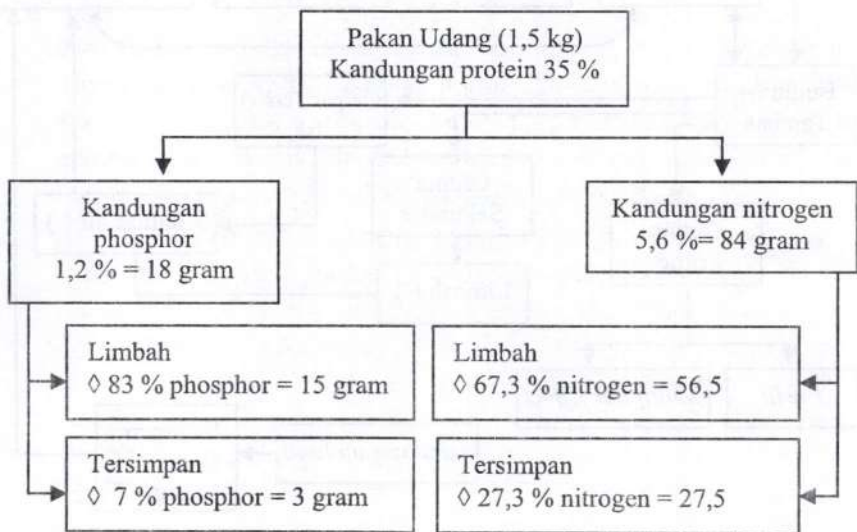 Pakan Udang (1,5 kg)
Kandungan protein 35 %
Kandungan
phosphor
1,2 % = 18 gram
Kandungan nitrogen
5,6 %= 84 gram
Limbah
◊ 83 % phosphor = 15 gram
Limbah
◊ 67,3 % nitrogen = 56,5
Tersimpan
◊ 7 % phosphor = 3 gram
Tersimpan
◊ 27,3 % nitrogen = 27,5